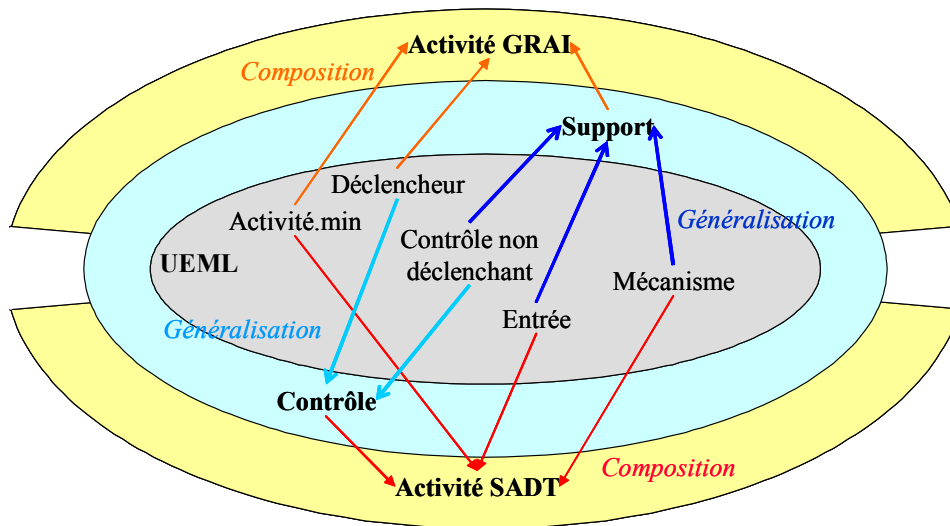 Activité GRAI
Composition
Support
Déclencheur
Activité.min
Généralisation
Contrôle non
déclenchant
UEML
Mécanisme
Entrée
Généralisation
Contrôle
Composition
Activité SADT